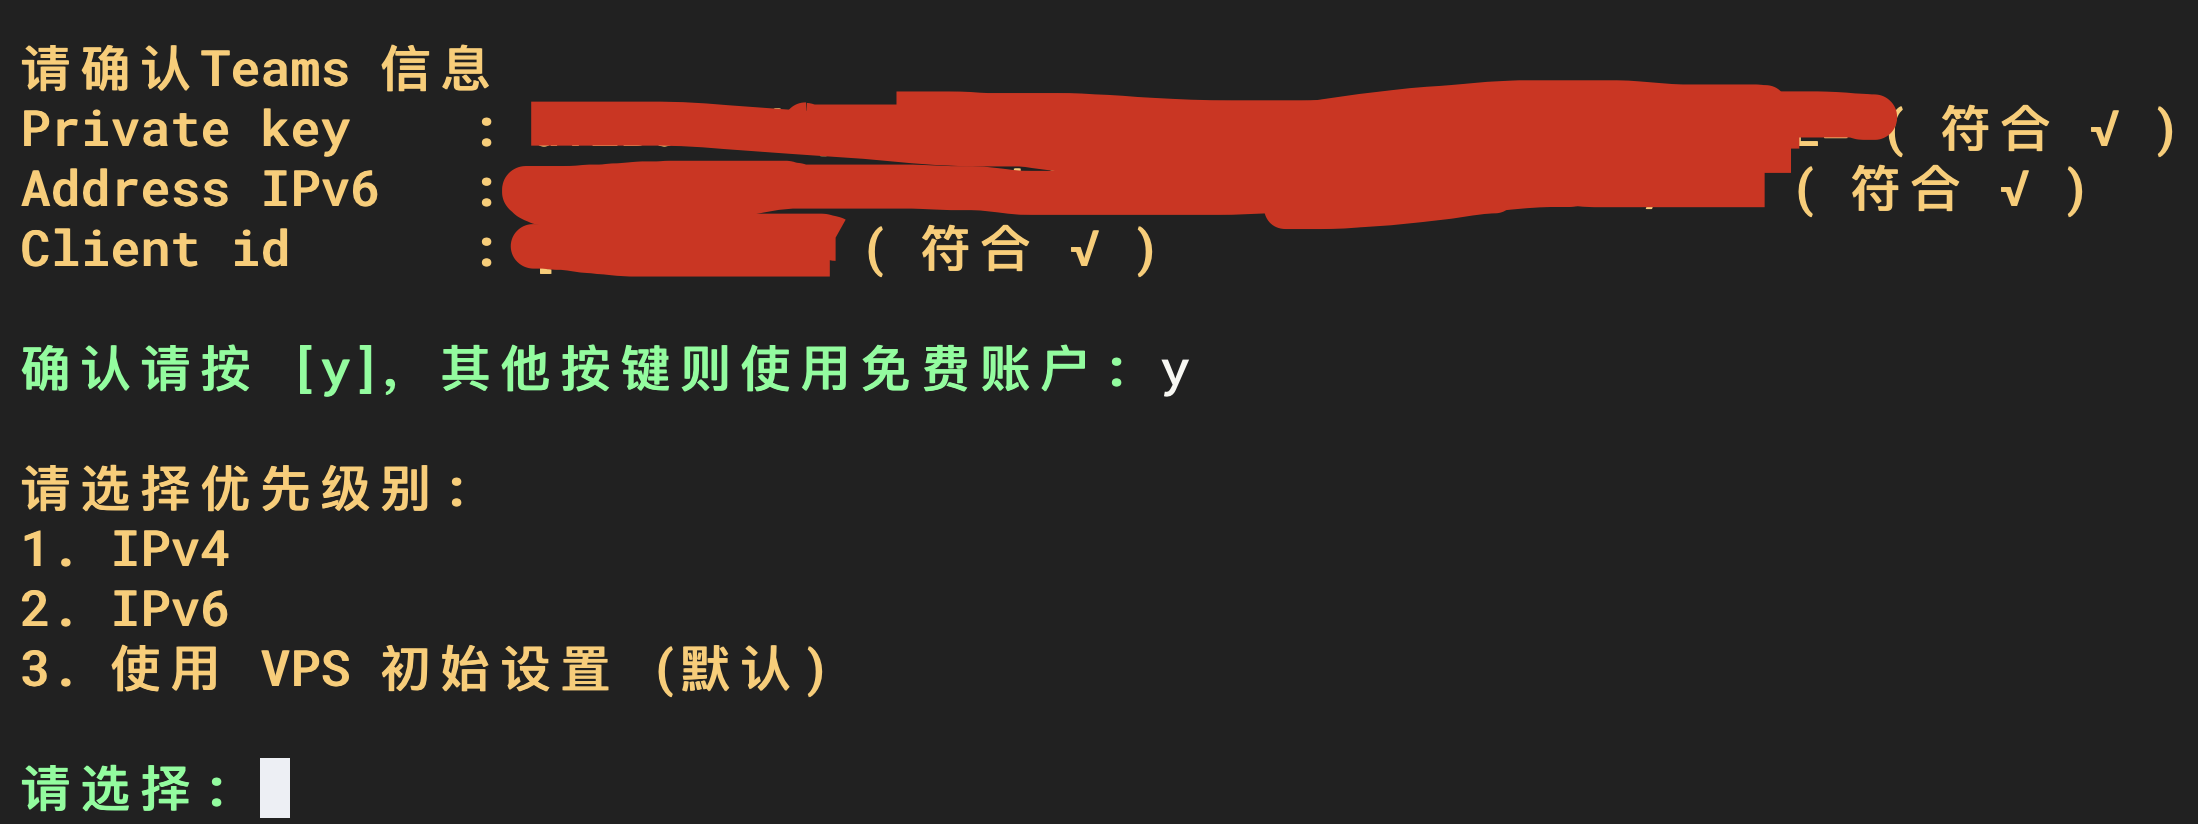 请确认Teams 信息
Private key : (符合 √)
Address IPv6 : (符合 √)
Client id : (符合 √)
确认请按 [y], 其他按键则使用免费账户: y
请选择优先级别:
1. IPv4
2. IPv6
3. 使用 VPS 初始设置 (默认)
请选择: